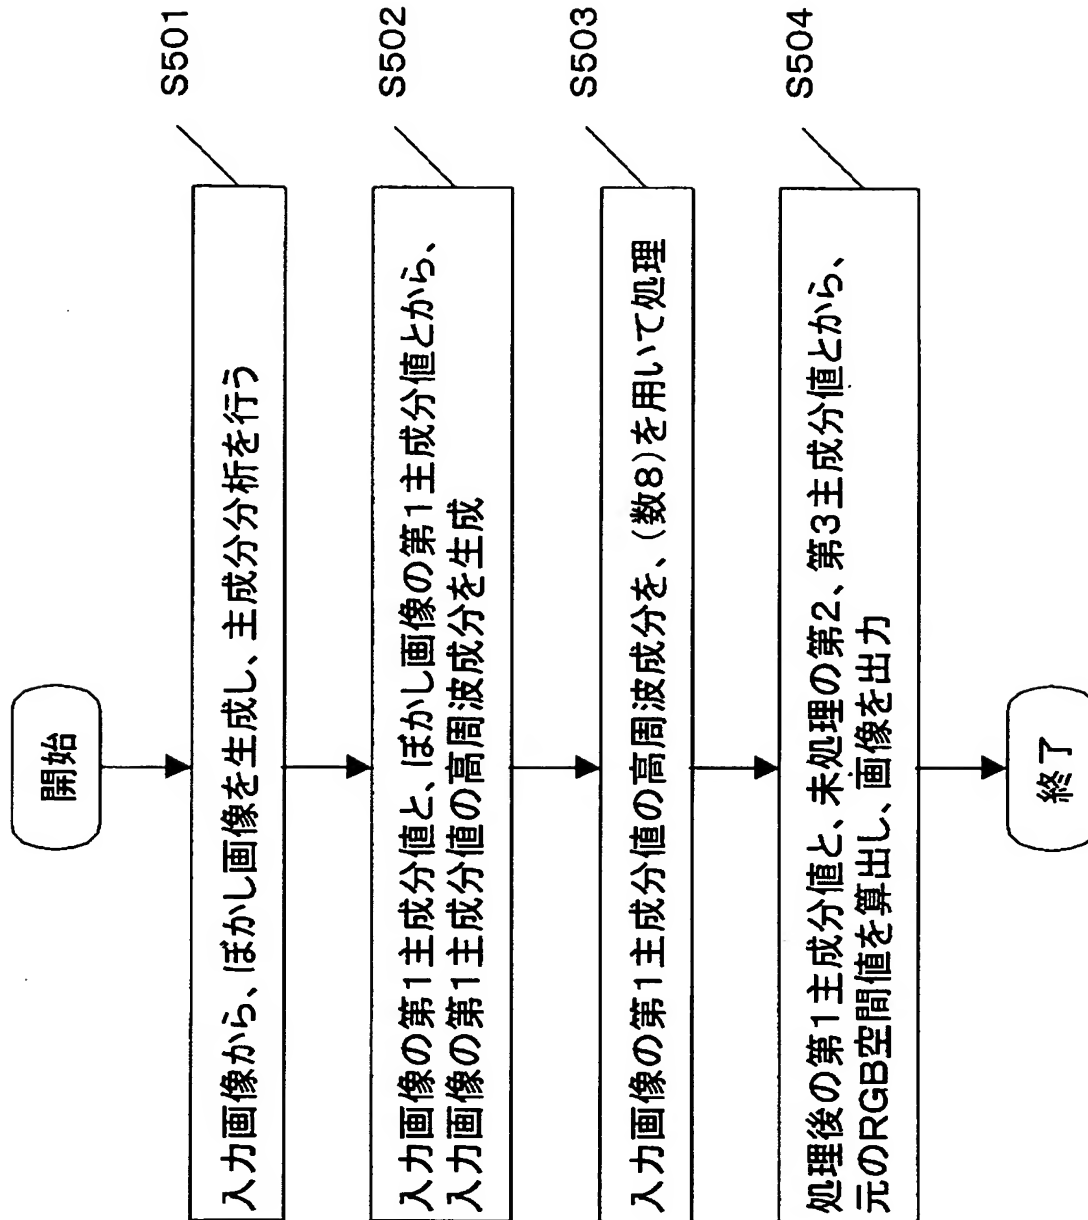 開始
S501
入力画像から、ぼかし画像を生成し、主成分分析を行う
S502
入力画像の第1主成分値と、ぼかし画像の第1主成分値とから、
入力画像の第1主成分値の高周波成分を生成
S503
入力画像の第1主成分値の高周波成分を、(数8)を用いて処理
S504
処理後の第1主成分値と、未処理の第2、第3主成分値とから、
元のRGB空間値を算出し、画像を出力
終了